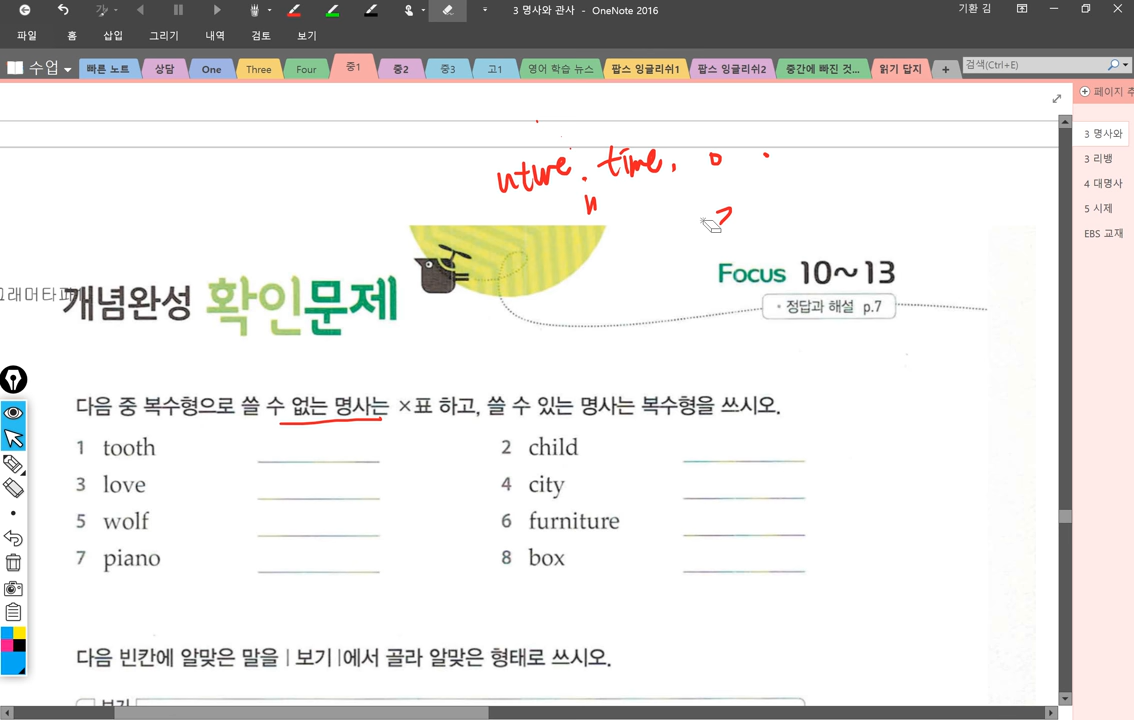 3 명사와 관사 - OneNote 2016
기환 김
파일 홈 삽입 그리기 내역 검토 보기
수업 빠른 노트 상담 One Three Four 중1 중2 중3 고1 영어 학습 뉴스 팝스 잉글리쉬1 팝스 잉글리쉬2 중간에 빠진 것... 읽기 답지 + 검색(Ctrl+E)
페이지 추
3 명사와
3 리뱅
4 대명사
5 시제
EBS 교재
uture. time.
개념완성 확인문제
Focus 10~13
• 정답과 해설 p.7
다음 중 복수형으로 쓸 수 없는 명사는 ×표 하고, 쓸 수 있는 명사는 복수형을 쓰시오.
1 tooth
2 child
3 love
4 city
5 wolf
6 furniture
7 piano
8 box
다음 빈칸에 알맞은 말을 |보기|에서 골라 알맞은 형태로 쓰시오.